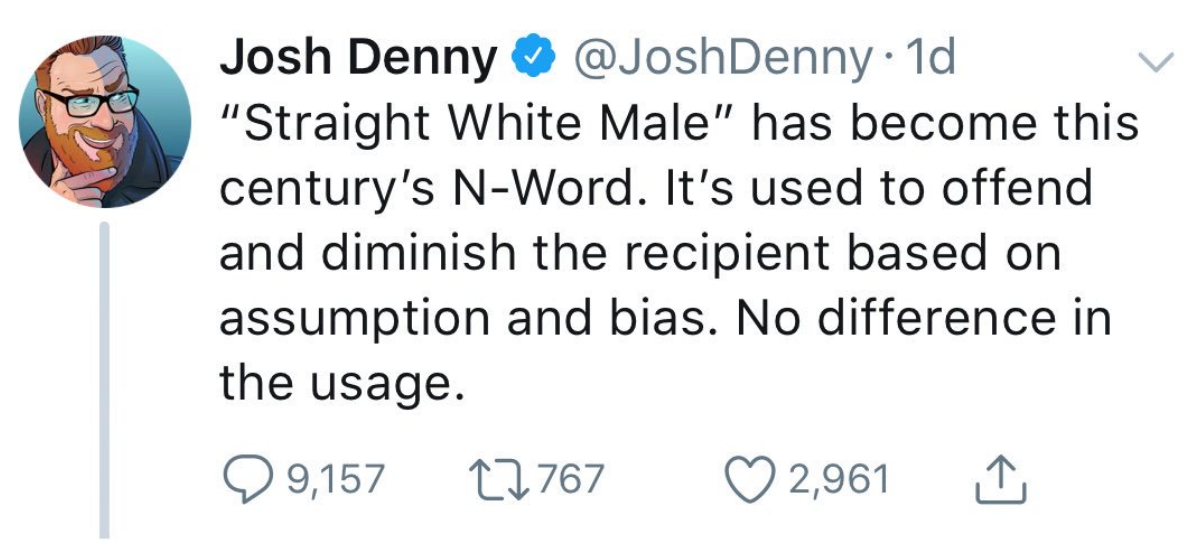 Josh Denny @JoshDenny · 1d
“Straight White Male” has become this
century’s N-Word. It’s used to offend
and diminish the recipient based on
assumption and bias. No difference in
the usage.
9,157 767 2,961